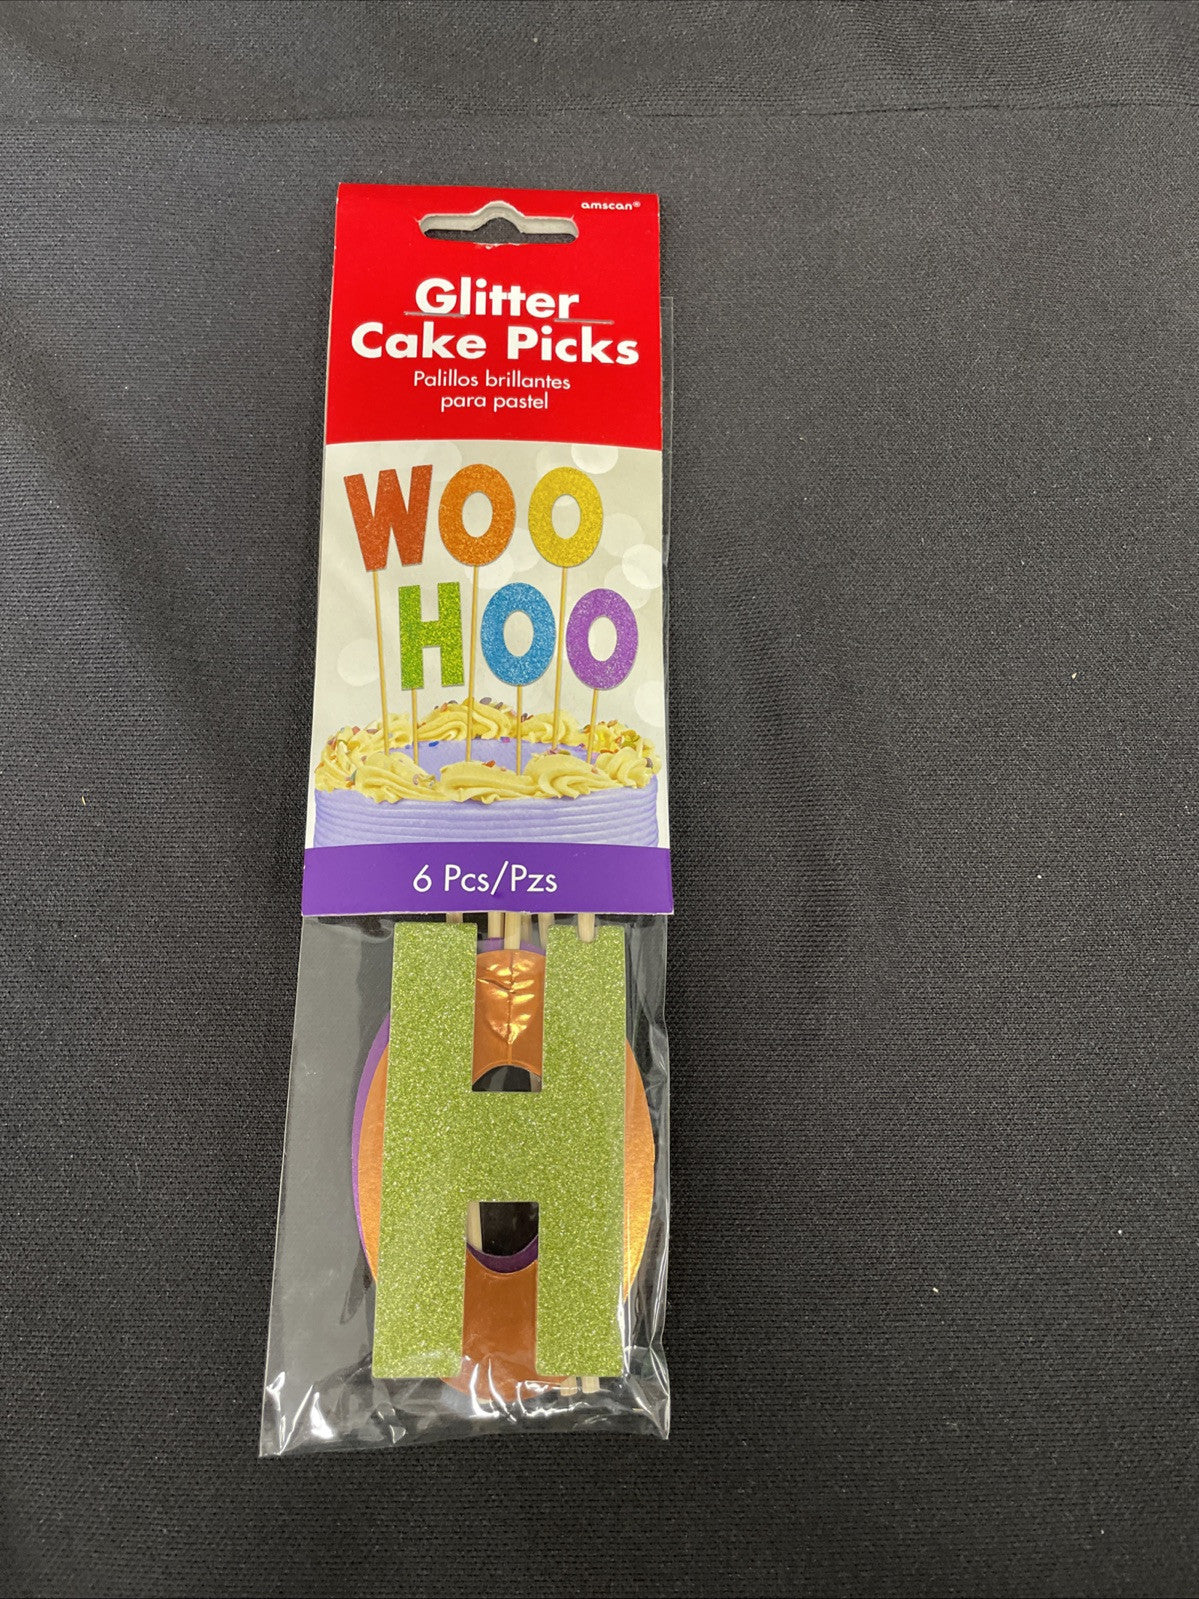 amscan®
Glitter
Cake Picks
Palillos brillantes
para pastel
WOO
HOO
6 Pcs/Pzs
H